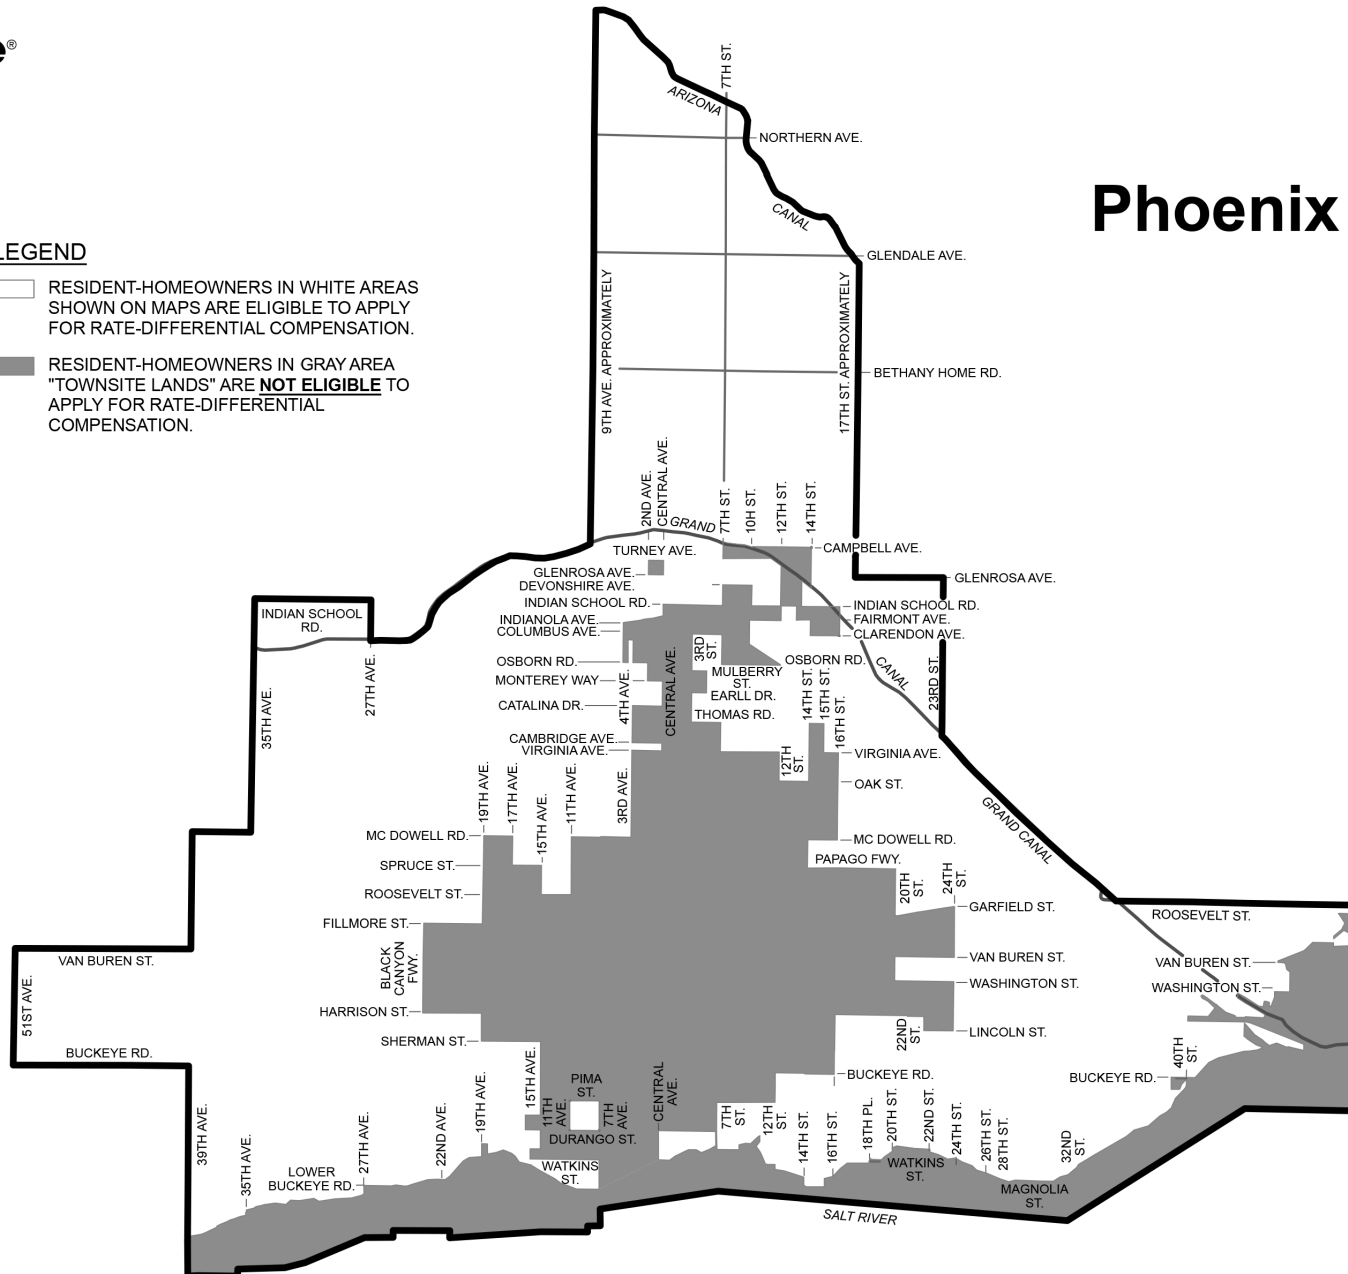 e®
Phoenix
LEGEND
RESIDENT-HOMEOWNERS IN WHITE AREAS
SHOWN ON MAPS ARE ELIGIBLE TO APPLY
FOR RATE-DIFFERENTIAL COMPENSATION.
RESIDENT-HOMEOWNERS IN GRAY AREA
"TOWNSITE LANDS" ARE NOT ELIGIBLE TO
APPLY FOR RATE-DIFFERENTIAL
COMPENSATION.
7TH ST.
ARIZONA
NORTHERN AVE.
CANAL
GLENDALE AVE.
9TH AVE. APPROXIMATELY
17TH ST. APPROXIMATELY
BETHANY HOME RD.
2ND AVE.
CENTRAL AVE.
GRAND
7TH ST.
10H ST.
12TH ST.
14TH ST.
TURNEY AVE.
CAMPBELL AVE.
GLENROSA AVE.
GLENROSA AVE.
DEVONSHIRE AVE.
INDIAN SCHOOL RD.
INDIAN SCHOOL RD.
INDIAN SCHOOL
RD.
INDIANOLA AVE.
FAIRMONT AVE.
COLUMBUS AVE.
CLARENDON AVE.
3RD
ST.
OSBORN RD.
OSBORN RD.
CANAL
MULBERRY
ST.
MONTEREY WAY
EARLL DR.
4TH AVE.
CENTRAL AVE.
14TH ST.
15TH ST.
16TH ST.
23RD ST.
35TH AVE.
27TH AVE.
CATALINA DR.
THOMAS RD.
CAMBRIDGE AVE.
VIRGINIA AVE.
VIRGINIA AVE.
12TH
ST.
OAK ST.
19TH AVE.
17TH AVE.
15TH AVE.
11TH AVE.
3RD AVE.
GRAND CANAL
MC DOWELL RD.
MC DOWELL RD.
PAPAGO FWY.
SPRUCE ST.
20TH
ST.
24TH
ST.
ROOSEVELT ST.
GARFIELD ST.
ROOSEVELT ST.
FILLMORE ST.
BLACK
CANYON
FWY.
VAN BUREN ST.
VAN BUREN ST.
VAN BUREN ST.
WASHINGTON ST.
WASHINGTON ST.
51ST AVE.
HARRISON ST.
22ND
ST.
LINCOLN ST.
SHERMAN ST.
BUCKEYE RD.
BUCKEYE RD.
BUCKEYE RD.
40TH
ST.
15TH AVE.
PIMA
ST.
CENTRAL
AVE.
11TH
AVE.
7TH
AVE.
7TH
ST.
12TH
ST.
DURANGO ST.
39TH AVE.
35TH AVE.
27TH AVE.
22ND AVE.
19TH AVE.
14TH ST.
16TH ST.
18TH PL.
20TH ST.
22ND ST.
24TH ST.
26TH ST.
28TH ST.
32ND
ST.
LOWER
BUCKEYE RD.
WATKINS
ST.
WATKINS
ST.
MAGNOLIA
ST.
SALT RIVER